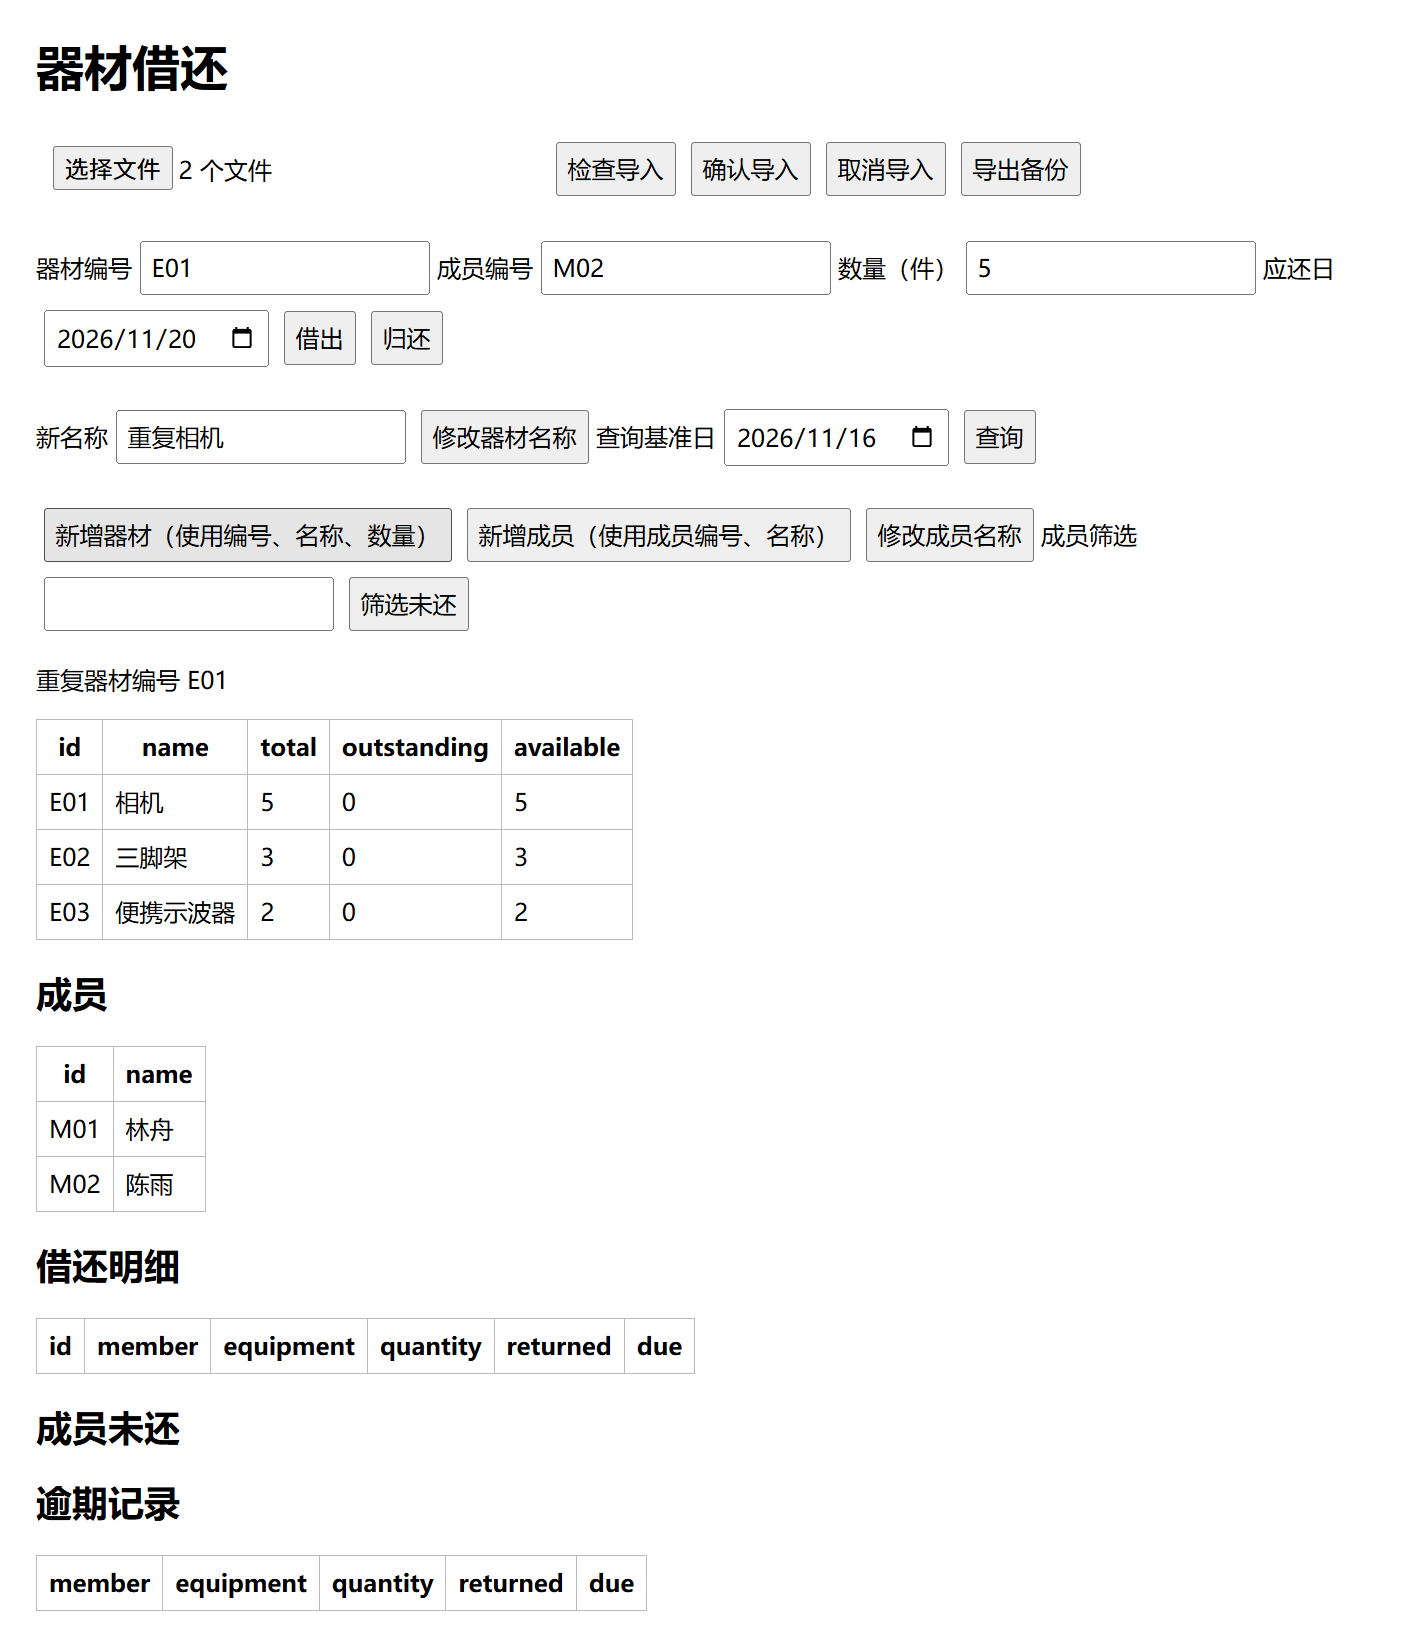 器材借还
选择文件 2 个文件 检查导入 确认导入 取消导入 导出备份
器材编号 E01 成员编号 M02 数量（件） 5 应还日
2026/11/20 借出 归还
新名称 重复相机 修改器材名称 查询基准日 2026/11/16 查询
新增器材（使用编号、名称、数量） 新增成员（使用成员编号、名称） 修改成员名称 成员筛选
筛选未还
重复器材编号 E01
id name total outstanding available
E01 相机 5 0 5
E02 三脚架 3 0 3
E03 便携示波器 2 0 2
成员
id name
M01 林舟
M02 陈雨
借还明细
id member equipment quantity returned due
成员未还
逾期记录
member equipment quantity returned due